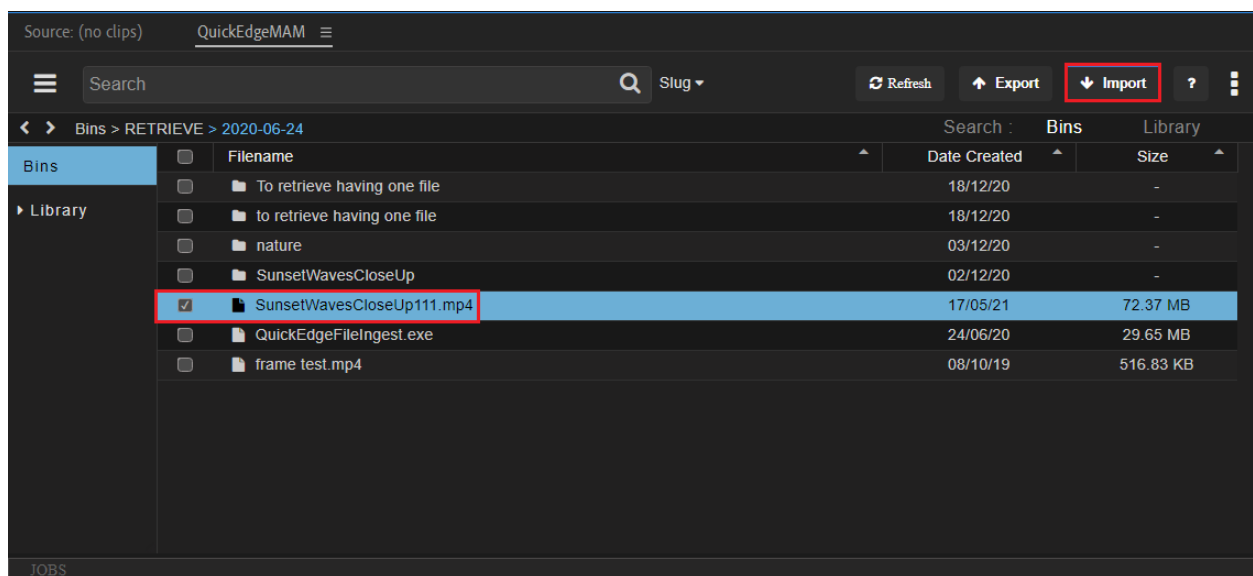 Source: (no clips) QuickEdgeMAM
Search Slug Refresh Export Import ?
Bins > RETRIEVE > 2020-06-24 Search : Bins Library
Bins Filename Date Created Size
To retrieve having one file 18/12/20 -
Library to retrieve having one file 18/12/20 -
nature 03/12/20 -
SunsetWavesCloseUp 02/12/20 -
SunsetWavesCloseUp111.mp4 17/05/21 72.37 MB
QuickEdgeFileIngest.exe 24/06/20 29.65 MB
frame test.mp4 08/10/19 516.83 KB
JOBS